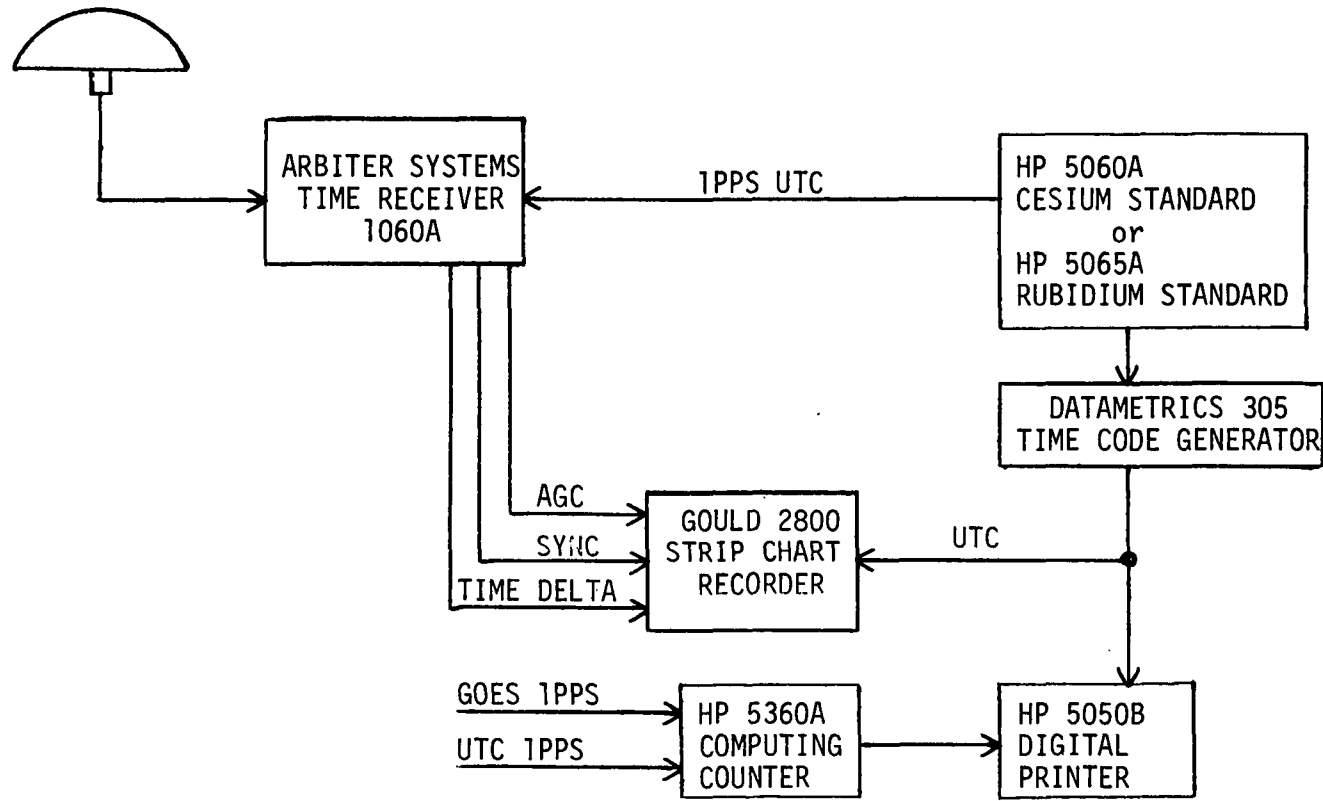 ARBITER SYSTEMS
TIME RECEIVER
1060A
1PPS UTC
HP 5060A
CESIUM STANDARD
or
HP 5065A
RUBIDIUM STANDARD
DATAMETRICS 305
TIME CODE GENERATOR
AGC
SYNC
TIME DELTA
GOULD 2800
STRIP CHART
RECORDER
UTC
GOES 1PPS
UTC 1PPS
HP 5360A
COMPUTING
COUNTER
HP 5050B
DIGITAL
PRINTER